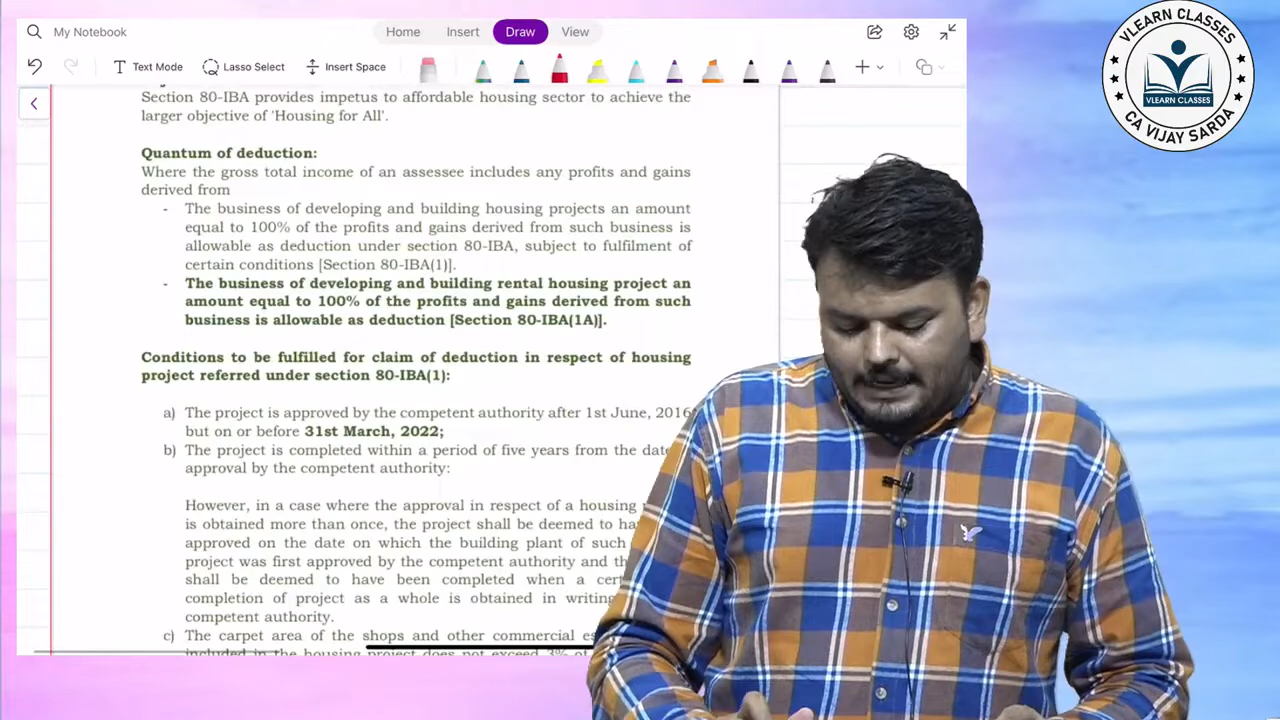 My Notebook
Home Insert Draw View
Text Mode Lasso Select Insert Space
Section 80-IBA provides impetus to affordable housing sector to achieve the
larger objective of 'Housing for All'.
Quantum of deduction:
Where the gross total income of an assessee includes any profits and gains
derived from
- The business of developing and building housing projects an amount
equal to 100% of the profits and gains derived from such business is
allowable as deduction under section 80-IBA, subject to fulfilment of
certain conditions [Section 80-IBA(1)].
- The business of developing and building rental housing project an
amount equal to 100% of the profits and gains derived from such
business is allowable as deduction [Section 80-IBA(1A)].
Conditions to be fulfilled for claim of deduction in respect of housing
project referred under section 80-IBA(1):
a) The project is approved by the competent authority after 1st June, 2016
but on or before 31st March, 2022;
b) The project is completed within a period of five years from the date
approval by the competent authority:
However, in a case where the approval in respect of a housing
is obtained more than once, the project shall be deemed to
approved on the date on which the building plant of such
project was first approved by the competent authority and
shall be deemed to have been completed when a
completion of project as a whole is obtained in writing
competent authority.
c) The carpet area of the shops and other commercial
included in the housing project does not exceed 3% of
VLEARN CLASSES
VLEARN CLASSES
CA VIJAY SARDA